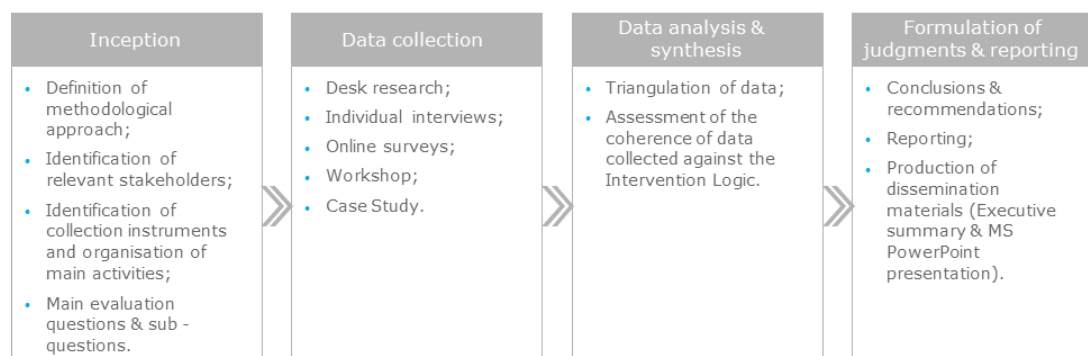 Inception
• Definition of
methodological
approach;
• Identification of
relevant stakeholders;
• Identification of
collection instruments
and organisation of
main activities;
• Main evaluation
questions & sub -
questions.
Data collection
• Desk research;
• Individual interviews;
• Online surveys;
• Workshop;
• Case Study.
Data analysis &
synthesis
• Triangulation of data;
• Assessment of the
coherence of data
collected against the
Intervention Logic.
Formulation of
judgments & reporting
• Conclusions &
recommendations;
• Reporting;
• Production of
dissemination
materials (Executive
summary & MS
PowerPoint
presentation).